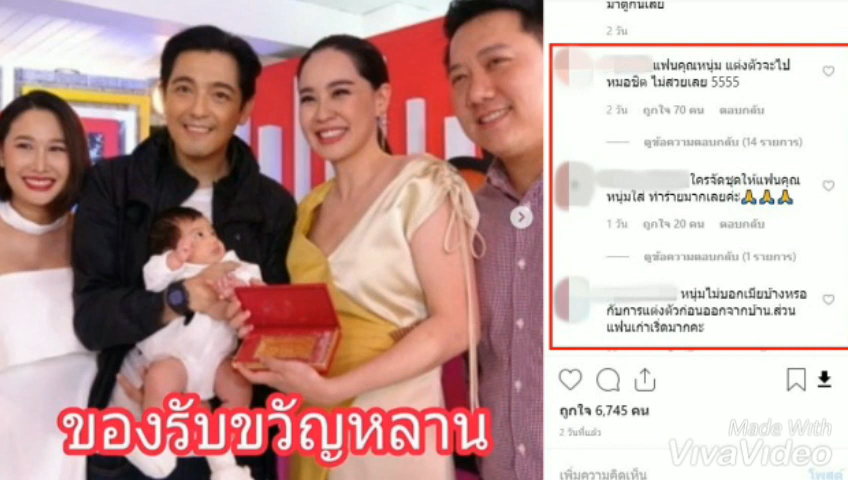 มาดูกันเลย
2 วัน
แฟนคุณหนุ่ม แต่งตัวจะไป
หมอชิต ไม่สวยเลย 5555
2 วัน ถูกใจ 70 คน ตอบกลับ
ดูข้อความตอบกลับ (14 รายการ)
ใครจัดชุดให้แฟนคุณ
หนุ่มใส่ ทำร้ายมากเลยค่ะ🙏🙏🙏
1 วัน ถูกใจ 20 คน ตอบกลับ
ดูข้อความตอบกลับ (1 รายการ)
หนุ่มไม่บอกเมียบ้างหรอ
กับการแต่งตัวก่อนออกจากบ้าน.ส่วน
แฟนเก่าเริ่ดมากคะ
ถูกใจ 6,745 คน
2 วันที่แล้ว
เพิ่มความคิดเห็น
โพสต์
ของรับขวัญหลาน
Made With
VivaVideo